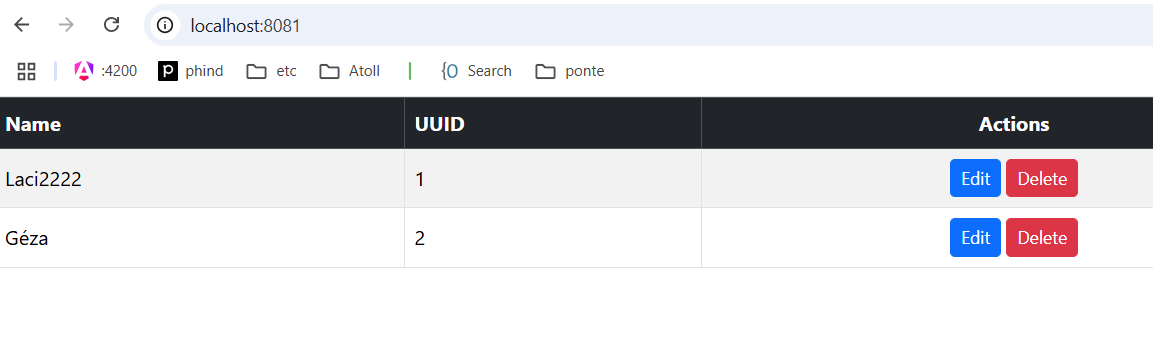 localhost:8081
:4200 phind etc Atoll Search ponte
Name UUID Actions
Laci2222 1 Edit Delete
Géza 2 Edit Delete